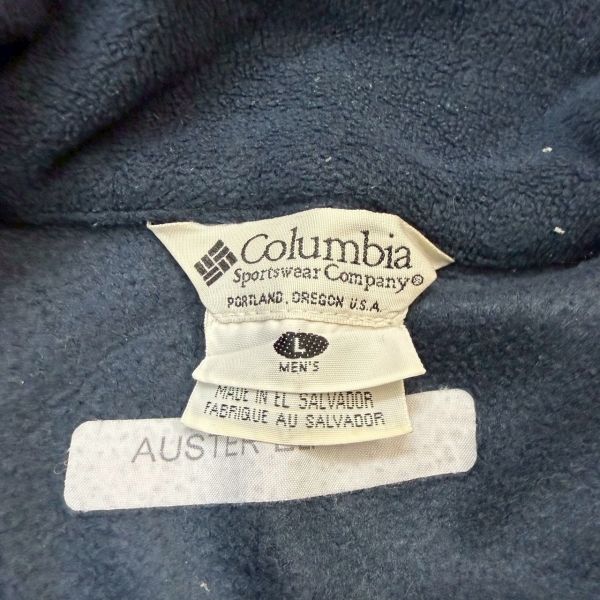 Columbia
Sportswear Company®
PORTLAND, OREGON U.S.A.
L
MEN'S
MADE IN EL SALVADOR
FABRIQUE AU SALVADOR
AUSTER